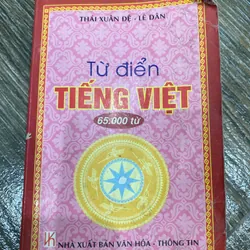 THÁI XUÂN ĐỆ - LÊ DÂN
Từ điển
TIẾNG VIỆT
65.000 từ
NHÀ XUẤT BẢN VĂN HÓA - THÔNG TIN